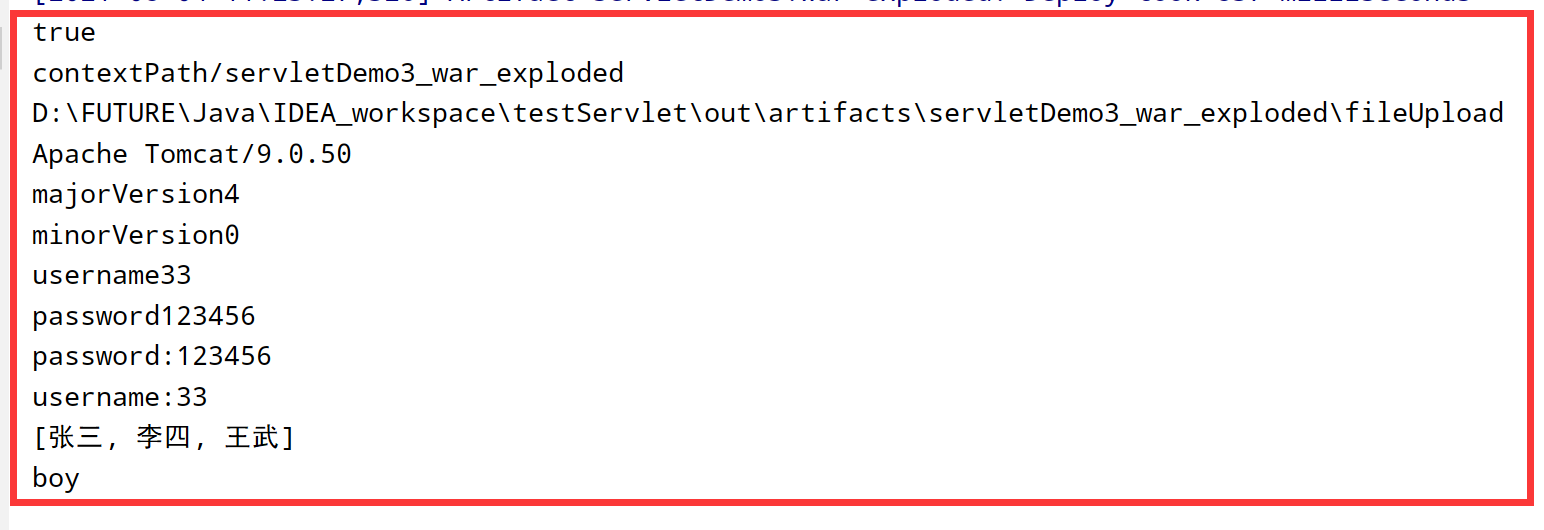 true
contextPath/servletDemo3_war_exploded
D:\FUTURE\Java\IDEA_workspace\testServlet\out\artifacts\servletDemo3_war_exploded\fileUpload
Apache Tomcat/9.0.50
majorVersion4
minorVersion0
username33
password123456
password:123456
username:33
[张三, 李四, 王武]
boy